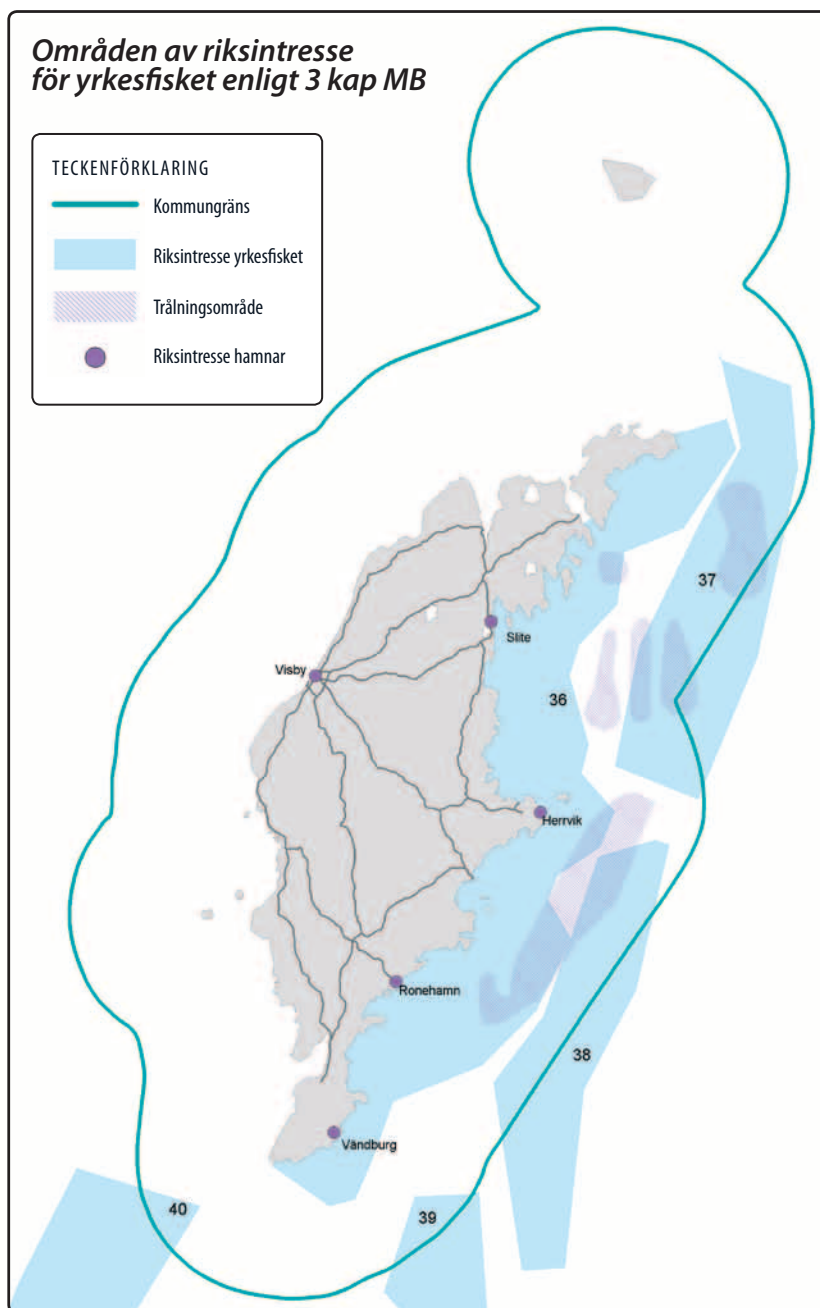 Områden av riksintresse
för yrkesfisket enligt 3 kap MB
TECKENFÖRKLARING
Kommungräns
Riksintresse yrkesfisket
Trålningsområde
Riksintresse hamnar
37
Slite
Visby
36
Herrvik
Ronehamn
38
Vändburg
40
39